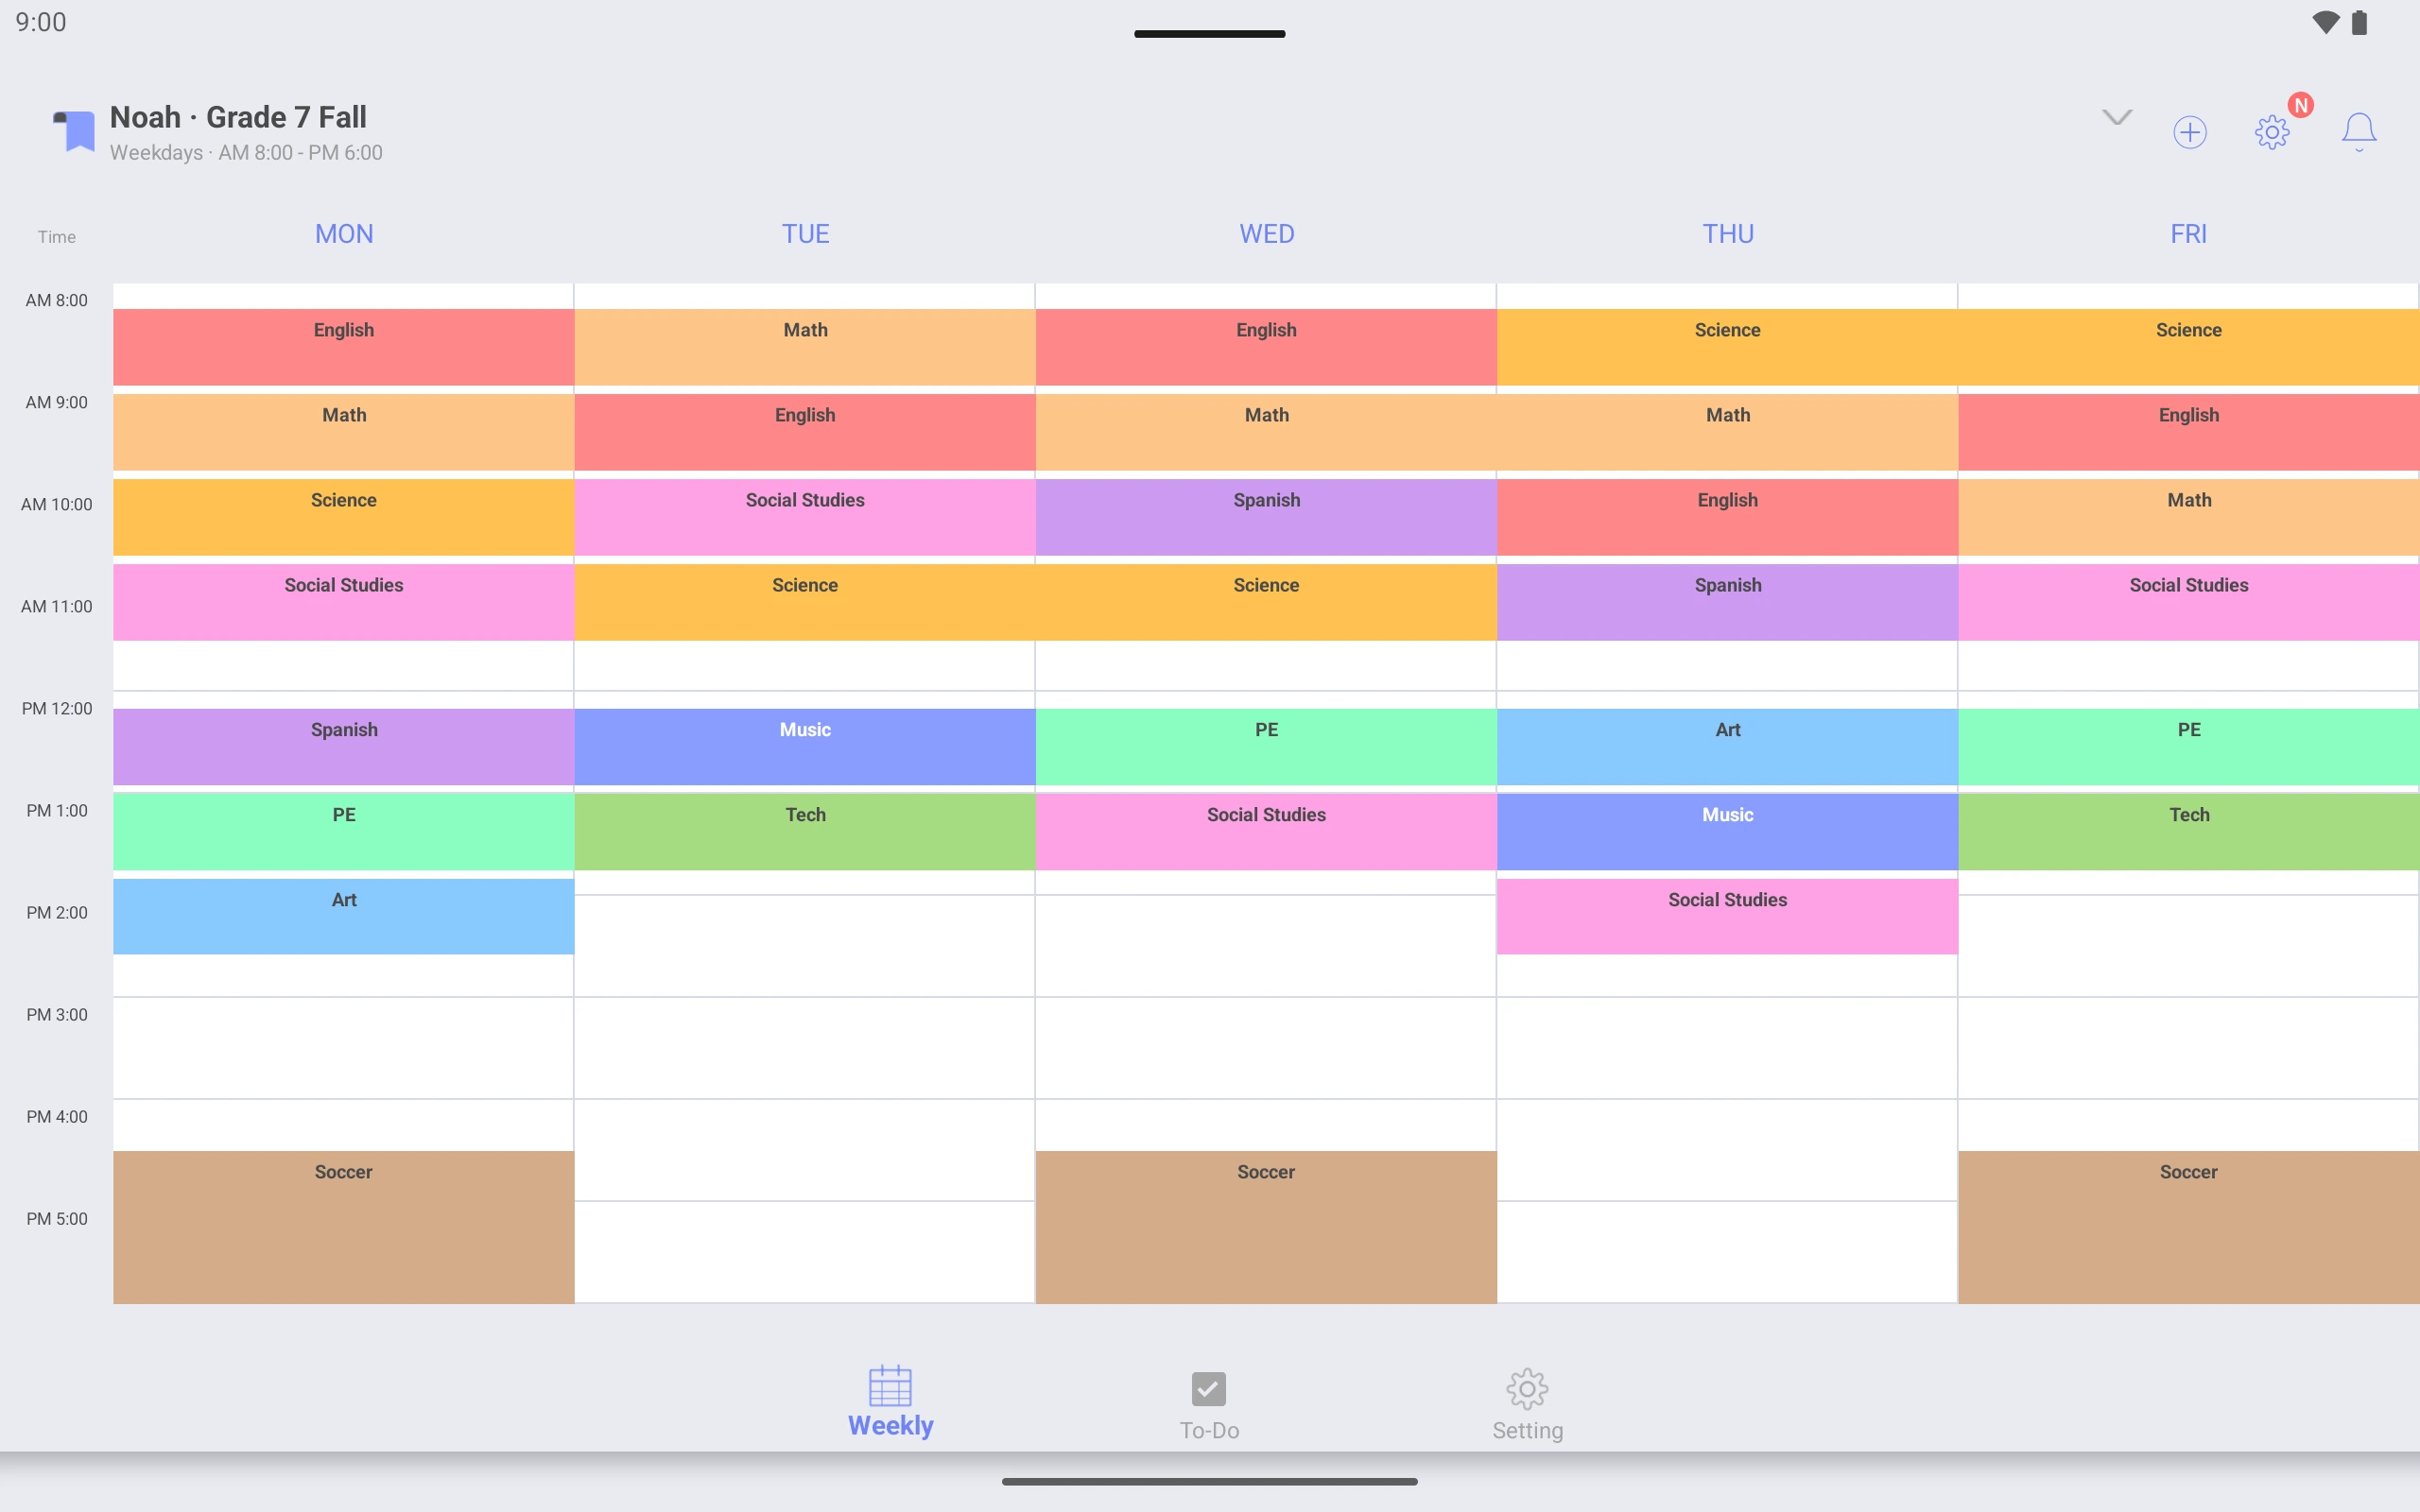 9:00
Noah · Grade 7 Fall
N
Weekdays · AM 8:00 - PM 6:00
Time MON TUE WED THU FRI
AM 8:00
English Math English Science Science
AM 9:00
Math English Math Math English
AM 10:00
Science Social Studies Spanish English Math
Social Studies Science Science Spanish Social Studies
AM 11:00
PM 12:00
Spanish Music PE Art PE
PM 1:00
PE Tech Social Studies Music Tech
Art Social Studies
PM 2:00
PM 3:00
PM 4:00
Soccer Soccer Soccer
PM 5:00
Weekly To-Do Setting